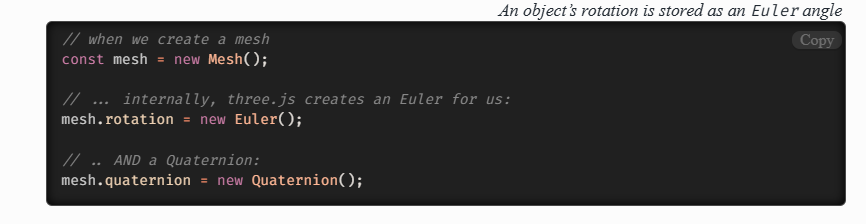 An object’s rotation is stored as an Euler angle
Copy
// when we create a mesh
const mesh = new Mesh();
// ... internally, three.js creates an Euler for us:
mesh.rotation = new Euler();
// .. AND a Quaternion:
mesh.quaternion = new Quaternion();